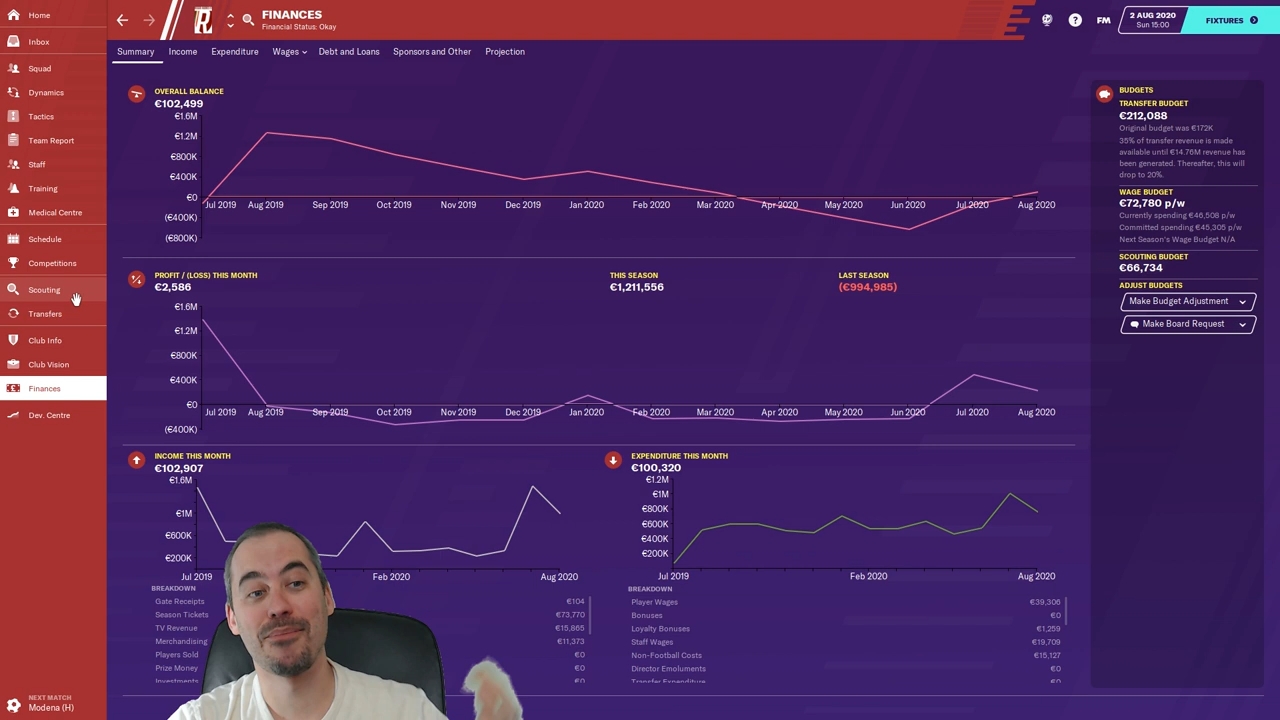 Home
Inbox
Squad
Dynamics
Tactics
Team Report
Staff
Training
Medical Centre
Schedule
Competitions
Scouting
Transfers
Club Info
Club Vision
Finances
Dev. Centre
NEXT MATCH
Modena (H)
FINANCES
Financial Status: Okay
FM
2 AUG 2020
Sun 15:00
FIXTURES
Summary
Income
Expenditure
Wages
Debt and Loans
Sponsors and Other
Projection
OVERALL BALANCE
€102,499
€1.6M
€1.2M
€800K
€400K
€0
(€400K)
(€800K)
Jul 2019 Aug 2019 Sep 2019 Oct 2019 Nov 2019 Dec 2019 Jan 2020 Feb 2020 Mar 2020 Apr 2020 May 2020 Jun 2020 Jul 2020 Aug 2020
PROFIT / (LOSS) THIS MONTH
€2,586
THIS SEASON
€1,211,556
LAST SEASON
(€994,985)
€1.6M
€1.2M
€800K
€400K
€0
(€400K)
Jul 2019 Aug 2019 Sep 2019 Oct 2019 Nov 2019 Dec 2019 Jan 2020 Feb 2020 Mar 2020 Apr 2020 May 2020 Jun 2020 Jul 2020 Aug 2020
INCOME THIS MONTH
€102,907
€1.6M
€1M
€600K
€200K
Jul 2019 Feb 2020 Aug 2020
BREAKDOWN
Gate Receipts €104
Season Tickets €73,770
TV Revenue €15,865
Merchandising €11,373
Players Sold €0
Prize Money €0
Investments €0
EXPENDITURE THIS MONTH
€100,320
€1.2M
€1M
€800K
€600K
€400K
€200K
Jul 2019 Feb 2020 Aug 2020
BREAKDOWN
Player Wages €39,306
Bonuses €0
Loyalty Bonuses €1,259
Staff Wages €19,709
Non-Football Costs €15,127
Director Emoluments €0
Transfer Expenditure €0
BUDGETS
TRANSFER BUDGET
€212,088
Original budget was €172K
35% of transfer revenue is made
available until €14.76M revenue has
been generated. Thereafter, this will
drop to 20%.
WAGE BUDGET
€72,780 p/w
Currently spending €46,508 p/w
Committed spending €45,305 p/w
Next Season's Wage Budget N/A
SCOUTING BUDGET
€66,734
ADJUST BUDGETS
Make Budget Adjustment
Make Board Request